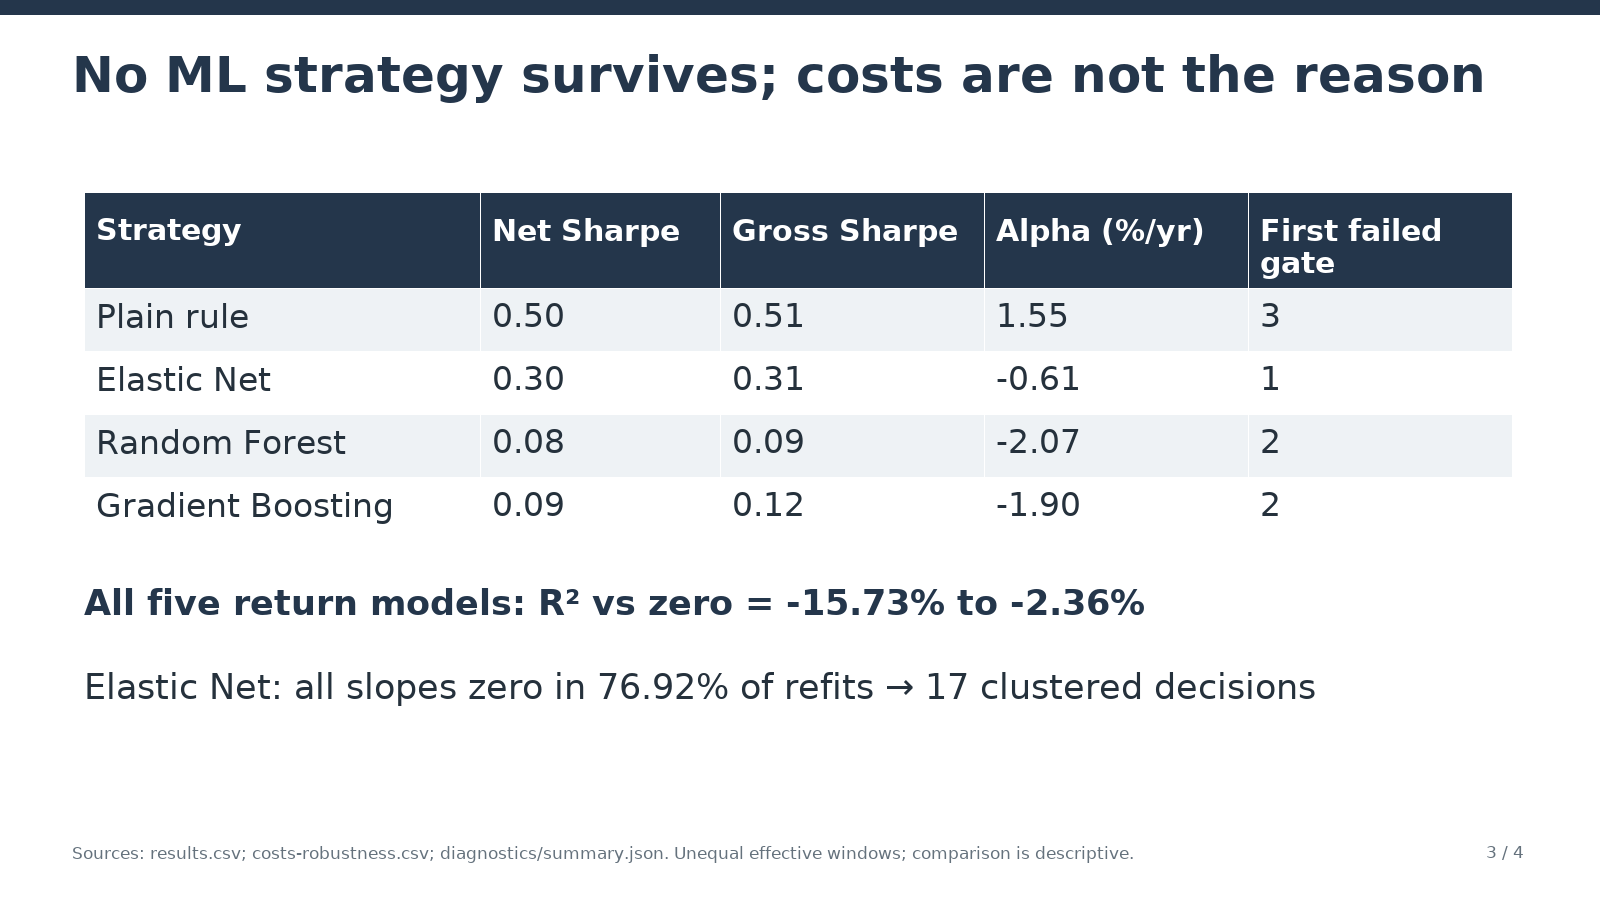 No ML strategy survives; costs are not the reason
Strategy Net Sharpe Gross Sharpe Alpha (%/yr) First failed gate
Plain rule 0.50 0.51 1.55 3
Elastic Net 0.30 0.31 -0.61 1
Random Forest 0.08 0.09 -2.07 2
Gradient Boosting 0.09 0.12 -1.90 2
All five return models: R² vs zero = -15.73% to -2.36%
Elastic Net: all slopes zero in 76.92% of refits → 17 clustered decisions
Sources: results.csv; costs-robustness.csv; diagnostics/summary.json. Unequal effective windows; comparison is descriptive. 3 / 4